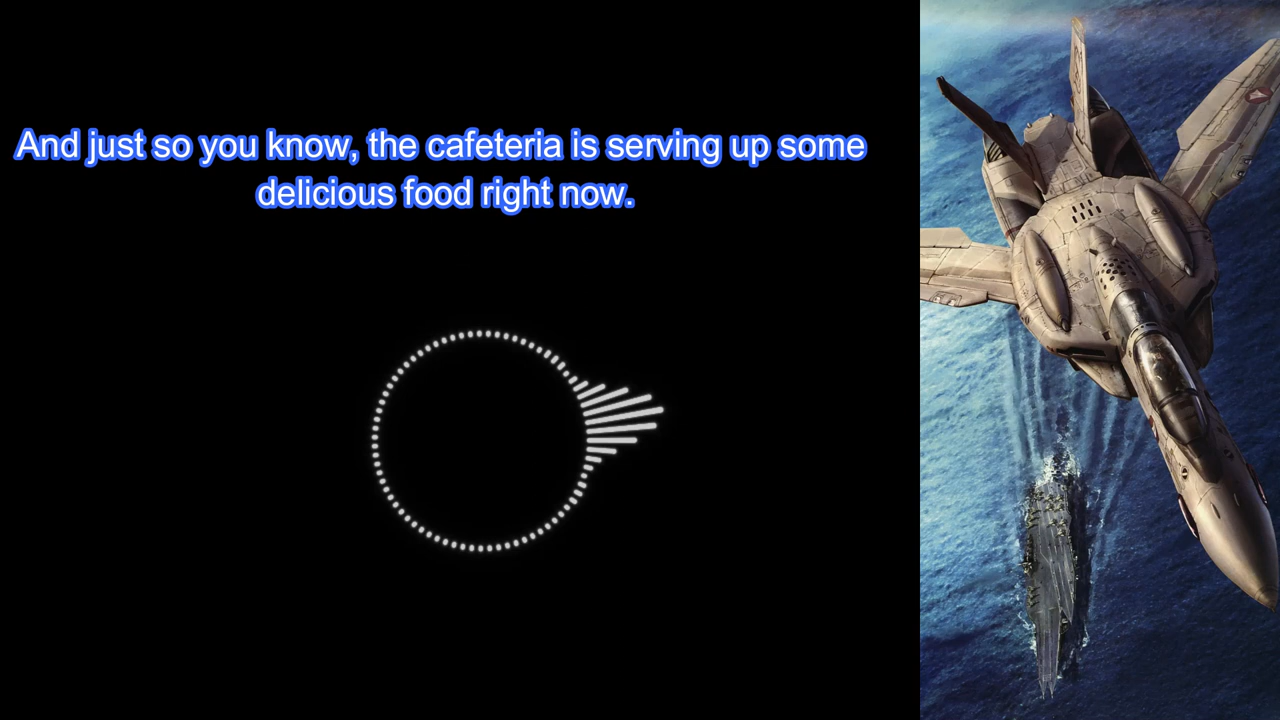 And just so you know, the cafeteria is serving up some
delicious food right now.